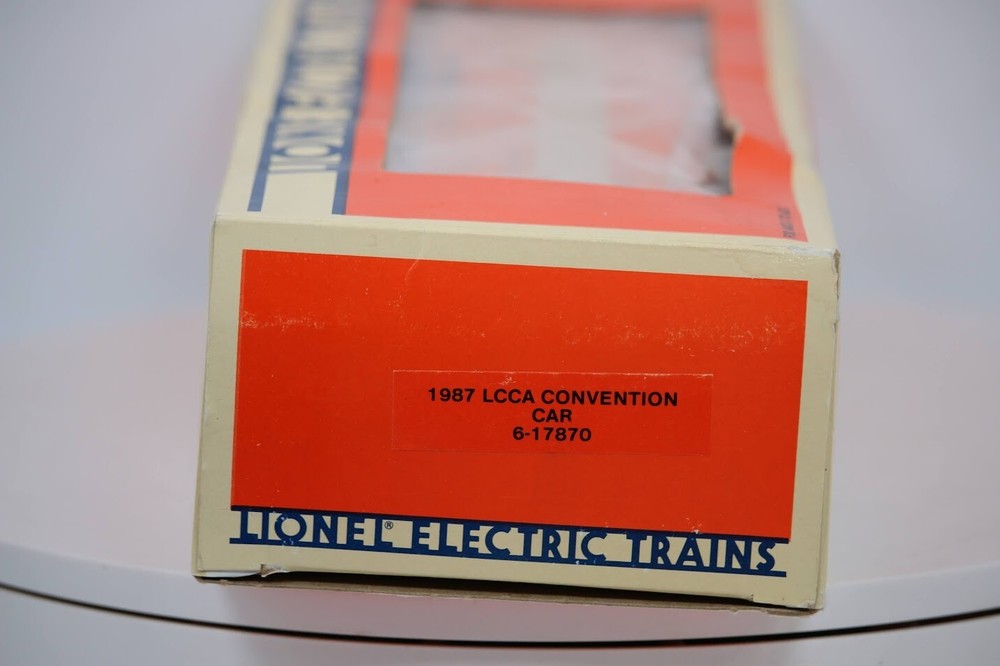 1987 LCCA CONVENTION
CAR
6-17870
LIONEL® ELECTRIC TRAINS